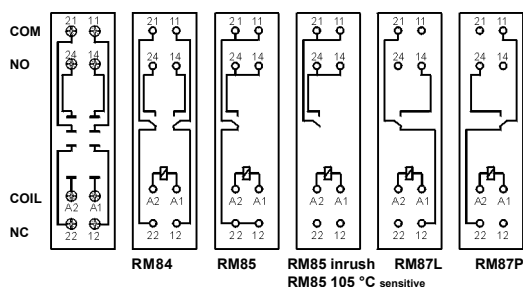 COM 21 11 21 11 21 11 21 11 21 11 21 11
NO 24 14 24 14 24 14 24 14 24 14 24 14
COIL A2 A1 A2 A1 A2 A1 A2 A1 A2 A1 A2 A1
NC 22 12 22 12 22 12 22 12 22 12 22 12
RM84 RM85 RM85 inrush RM87L RM87P
RM85 105 °C sensitive